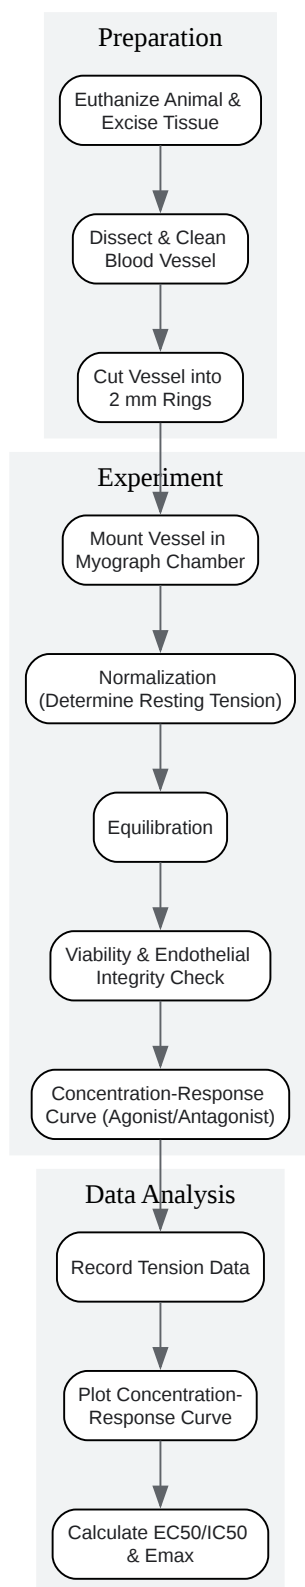 Preparation
Euthanize Animal &
Excise Tissue
Dissect & Clean
Blood Vessel
Cut Vessel into
2 mm Rings
Experiment
Mount Vessel in
Myograph Chamber
Normalization
(Determine Resting Tension)
Equilibration
Viability & Endothelial
Integrity Check
Concentration-Response
Curve (Agonist/Antagonist)
Data Analysis
Record Tension Data
Plot Concentration-
Response Curve
Calculate EC50/IC50
& Emax